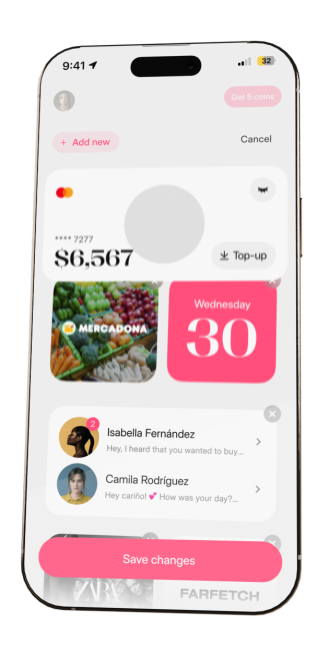 9:41
32
Get 5 coins
+ Add new
Cancel
**** 7277
$6,567
Top-up
MERCADONA
Wednesday
30
2
Isabella Fernández
Hey, I heard that you wanted to buy...
Camila Rodríguez
Hey cariño! 💕 How was your day?...
Save changes
ZARA
FARFETCH